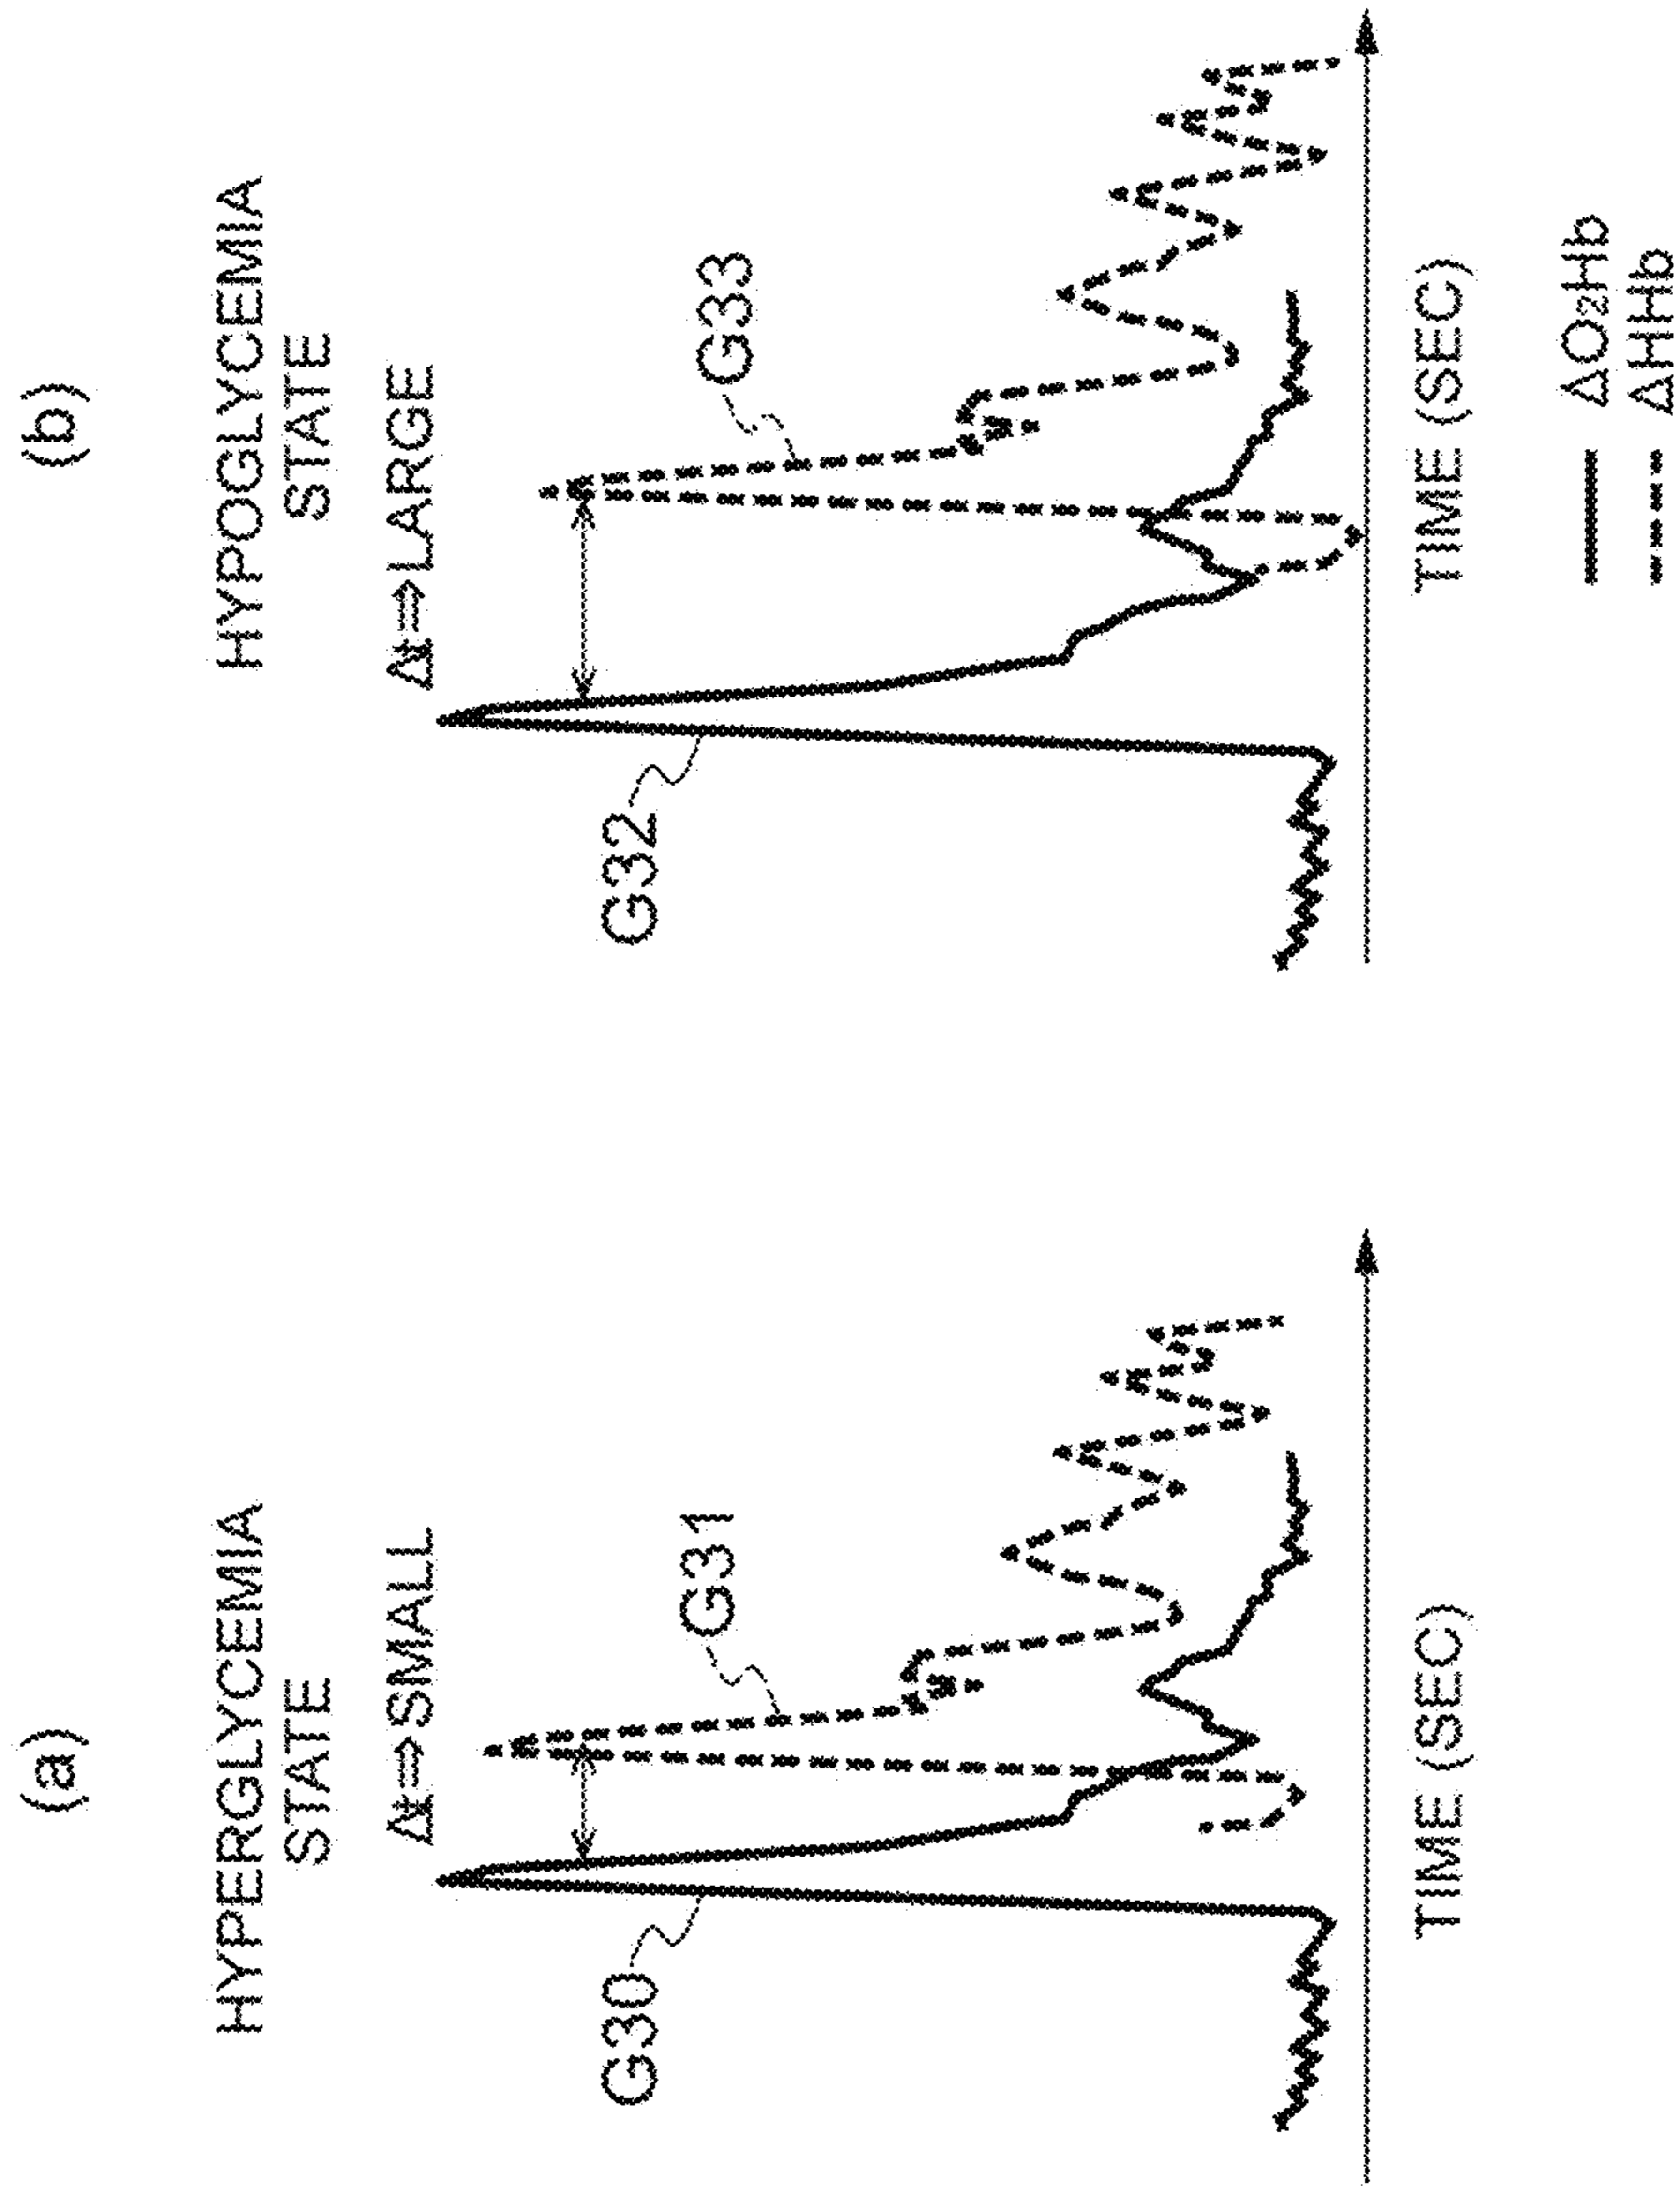 (a)
HYPERGLYCEMIA
STATE
Δt⇒SMALL
G30
G31
TIME (SEC)
(b)
HYPOGLYCEMIA
STATE
Δt⇒LARGE
G32
G33
TIME (SEC)
ΔO₂Hb
ΔHHb